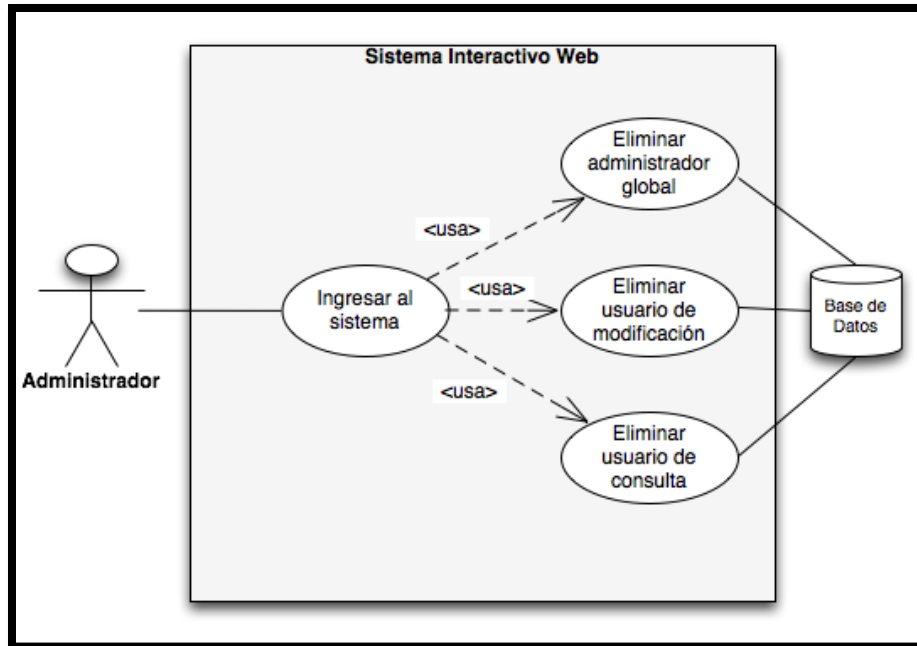 Sistema Interactivo Web
Eliminar
administrador
global
<usa>
Ingresar al
sistema
<usa>
Eliminar
usuario de
modificación
Base de
Datos
Administrador
<usa>
Eliminar
usuario de
consulta